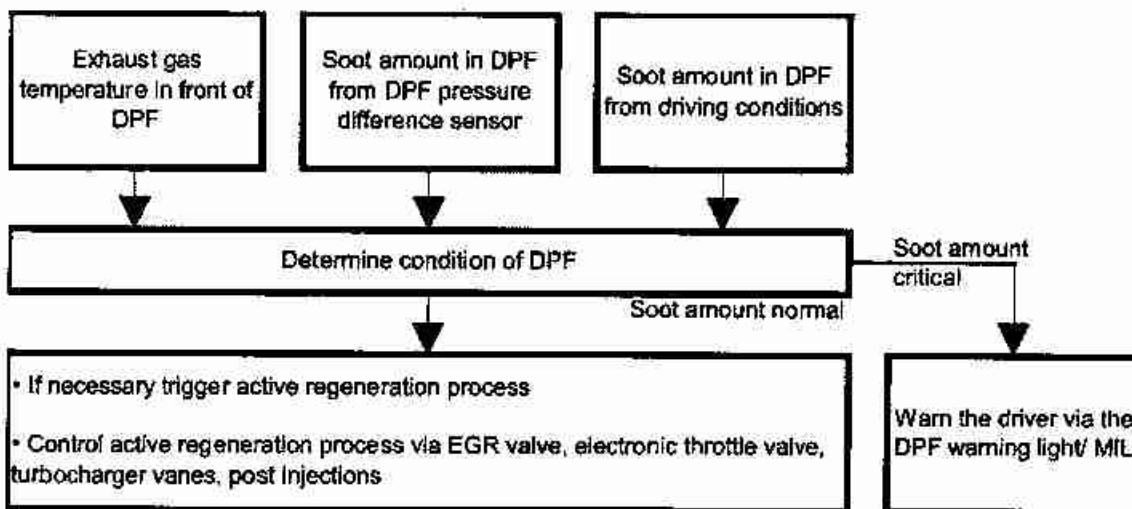 Exhaust gas
temperature in front of
DPF
Soot amount in DPF
from DPF pressure
difference sensor
Soot amount in DPF
from driving conditions
Determine condition of DPF
Soot amount
critical
Soot amount normal
• If necessary trigger active regeneration process
• Control active regeneration process via EGR valve, electronic throttle valve,
turbocharger vanes, post injections
Warn the driver via the
DPF warning light/ MIL